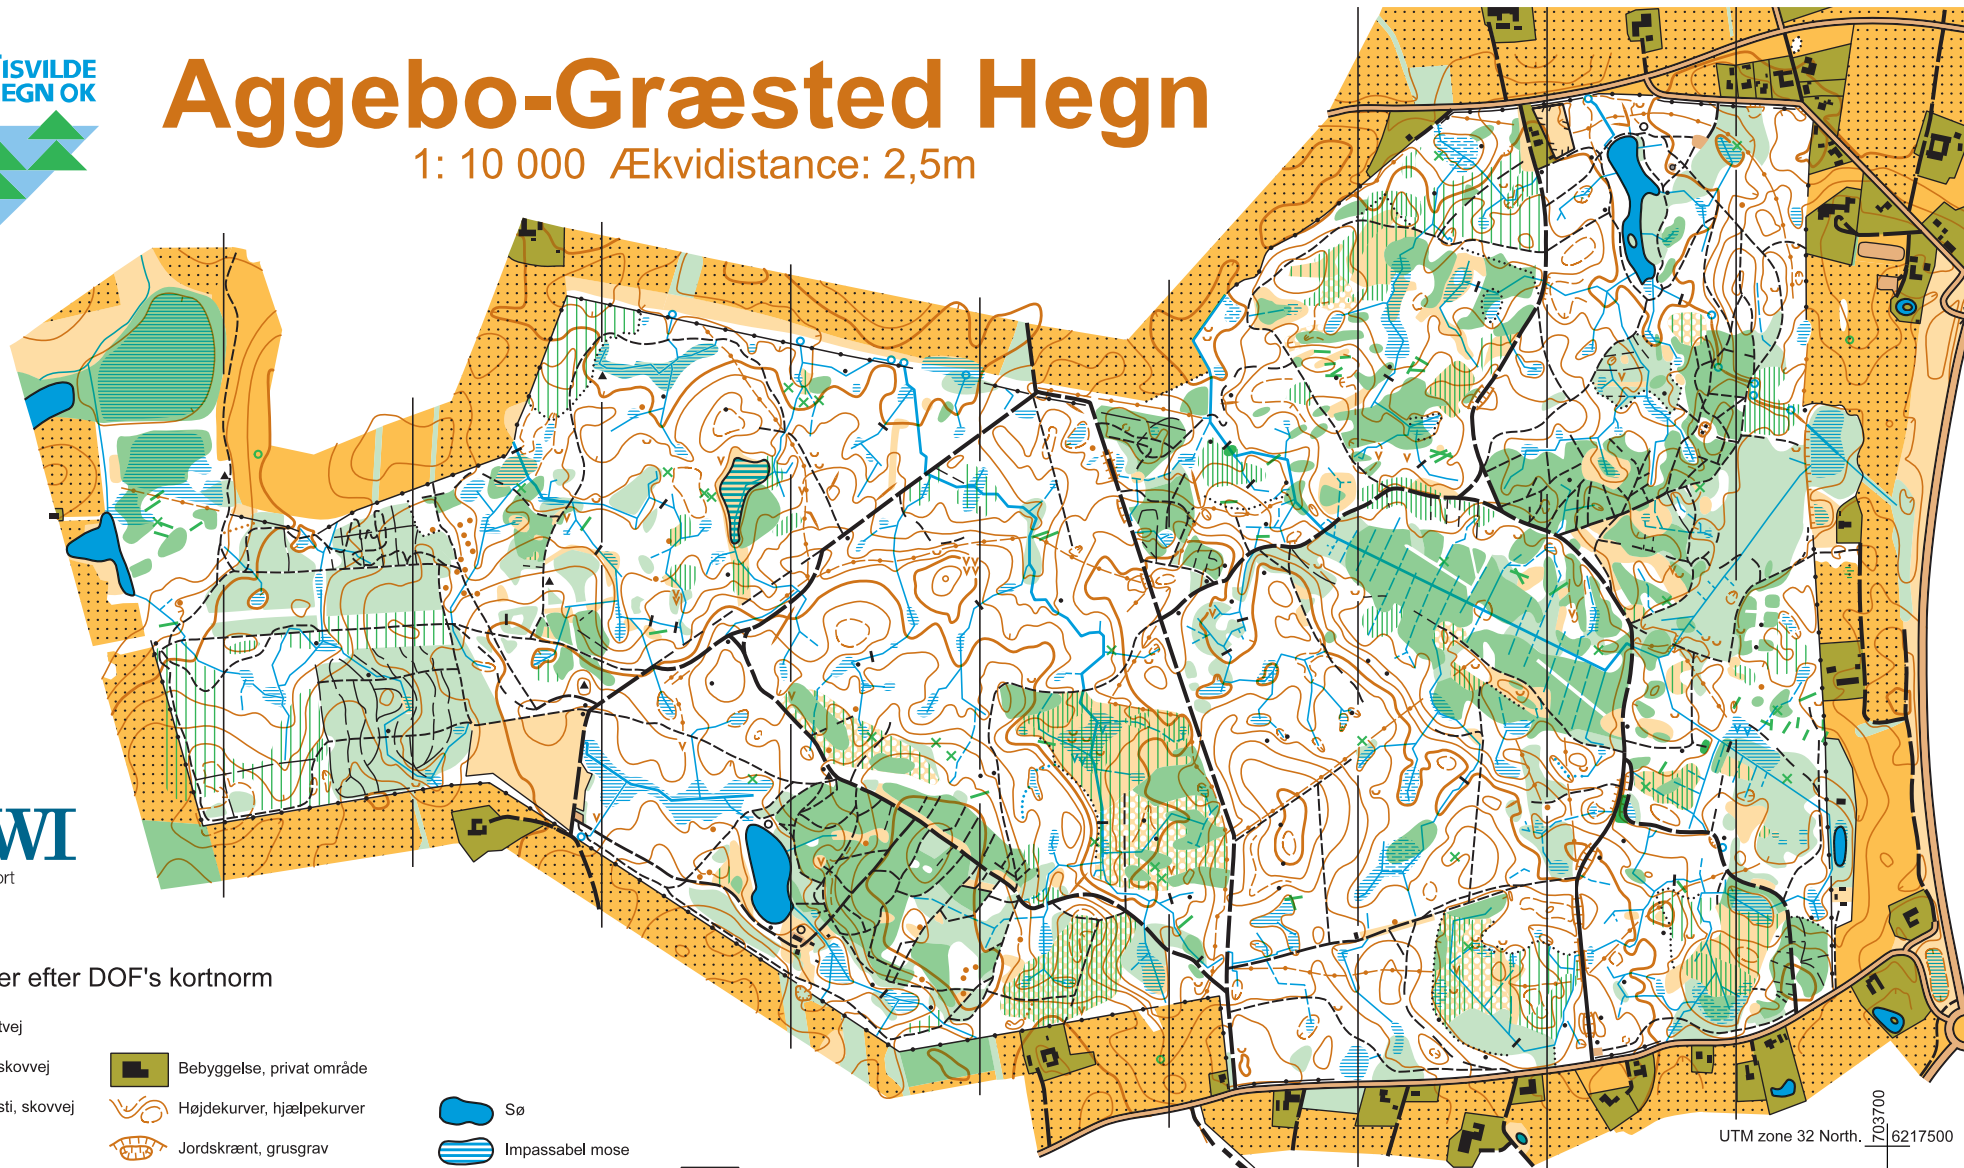 ISVILDE
EGN OK
Aggebo-Græsted Hegn
1: 10 000 Ækvidistance: 2,5m
WI
ort
er efter DOF's kortnorm
tvej
skovvej
Bebyggelse, privat område
sti, skovvej
Højdekurver, hjælpekurver
Sø
Jordskrænt, grusgrav
Impassabel mose
UTM zone 32 North.
703700
6217500